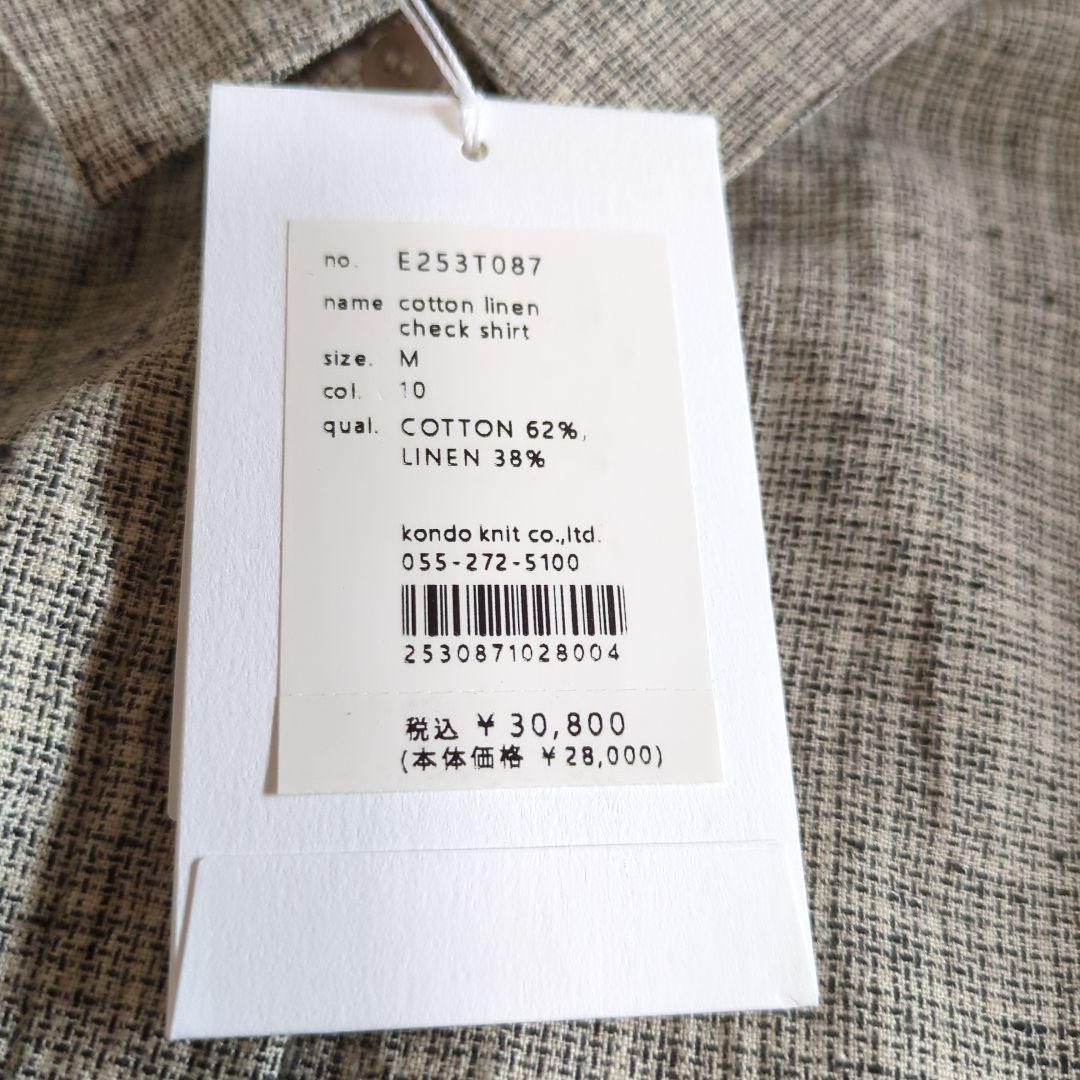 no. E253T087
name cotton linen
check shirt
size. M
col. 10
qual. COTTON 62%,
LINEN 38%
kondo knit co.,ltd.
055-272-5100
2530871028004
税込 ¥ 30,800
(本体価格 ¥28,000)